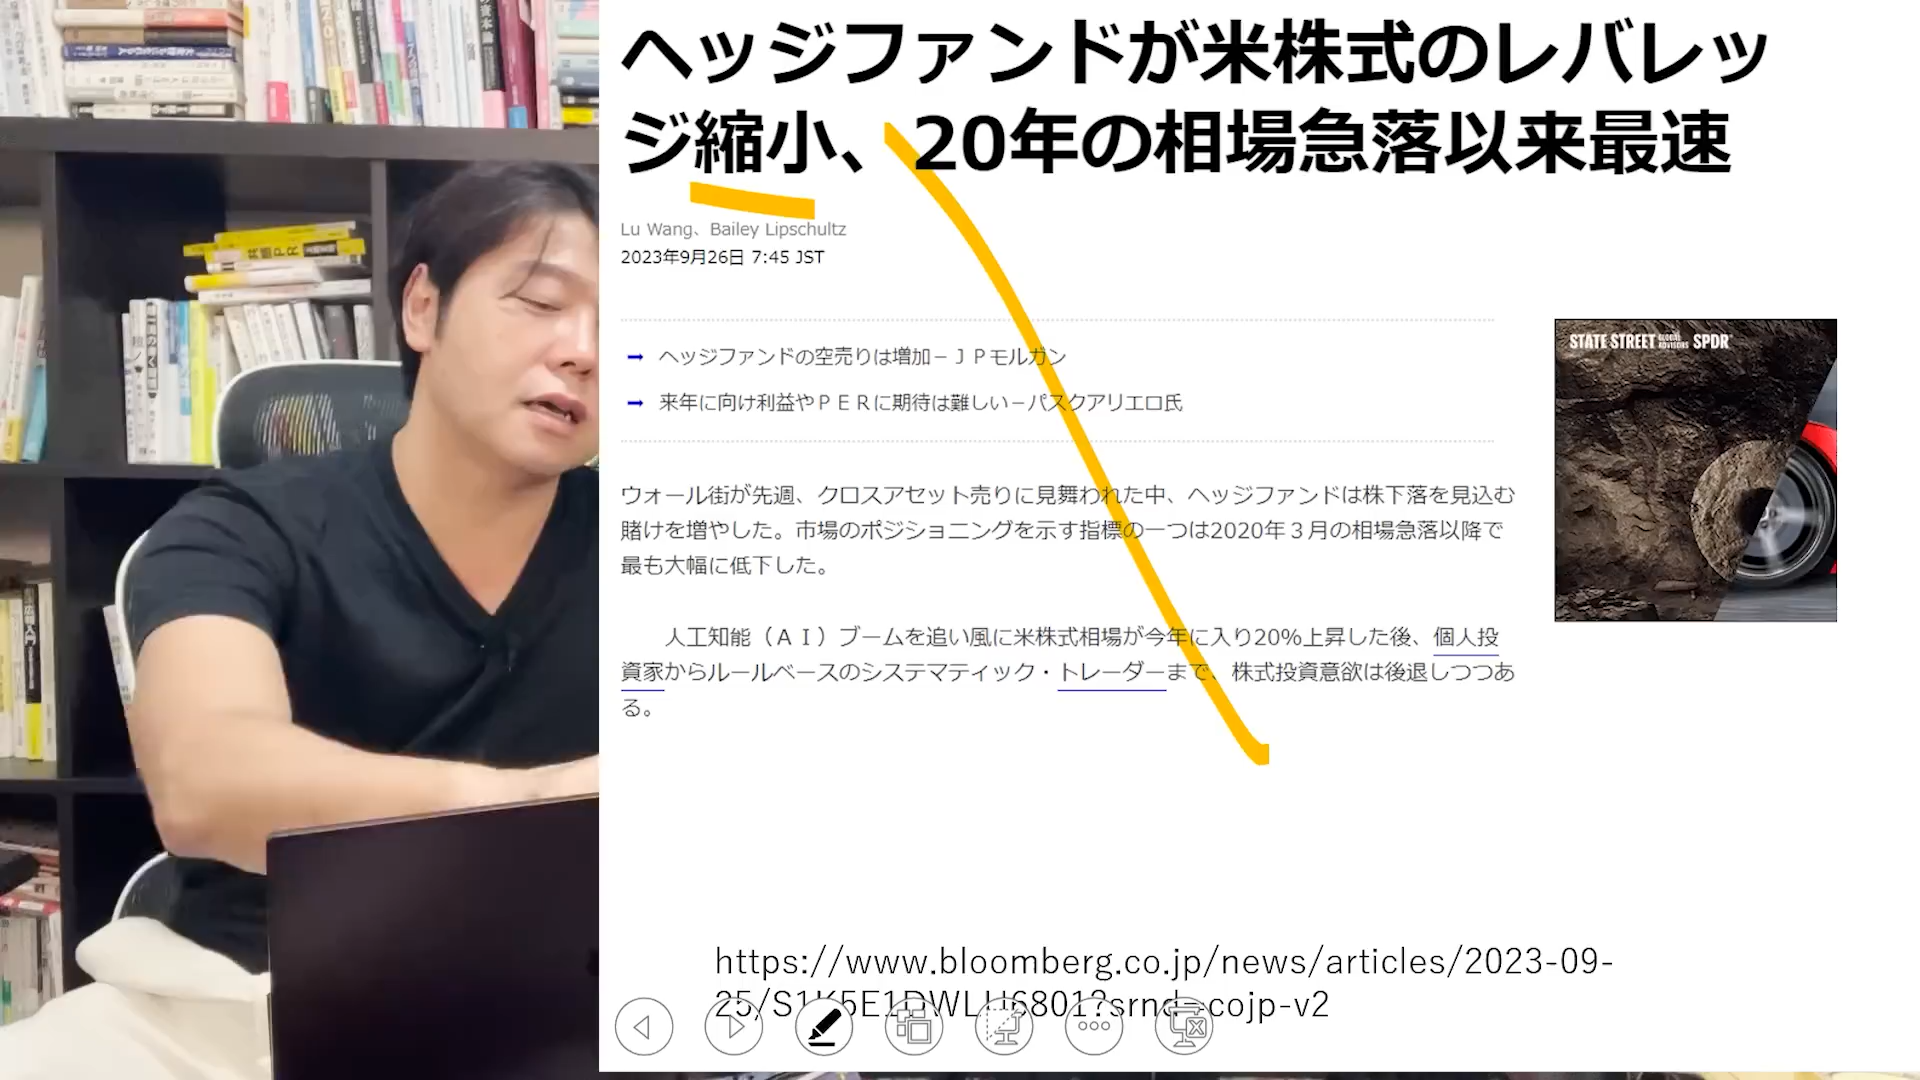 ヘッジファンドが米株式のレバレッ
ジ縮小、20年の相場急落以来最速
Lu Wang、Bailey Lipschultz
2023年9月26日 7:45 JST
➞ ヘッジファンドの空売りは増加－ＪＰモルガン
➞ 来年に向け利益やＰＥＲに期待は難しい－パスクアリエロ氏
STATE STREET GLOBAL ADVISORS SPDR
ウォール街が先週、クロスアセット売りに見舞われた中、ヘッジファンドは株下落を見込む
賭けを増やした。市場のポジショニングを示す指標の一つは2020年３月の相場急落以降で
最も大幅に低下した。
人工知能（ＡＩ）ブームを追い風に米株式相場が今年に入り20％上昇した後、個人投
資家からルールベースのシステマティック・トレーダーまで、株式投資意欲は後退しつつあ
る。
https://www.bloomberg.co.jp/news/articles/2023-09-
25/S1K5E1DWLU6801?srnd=cojp-v2